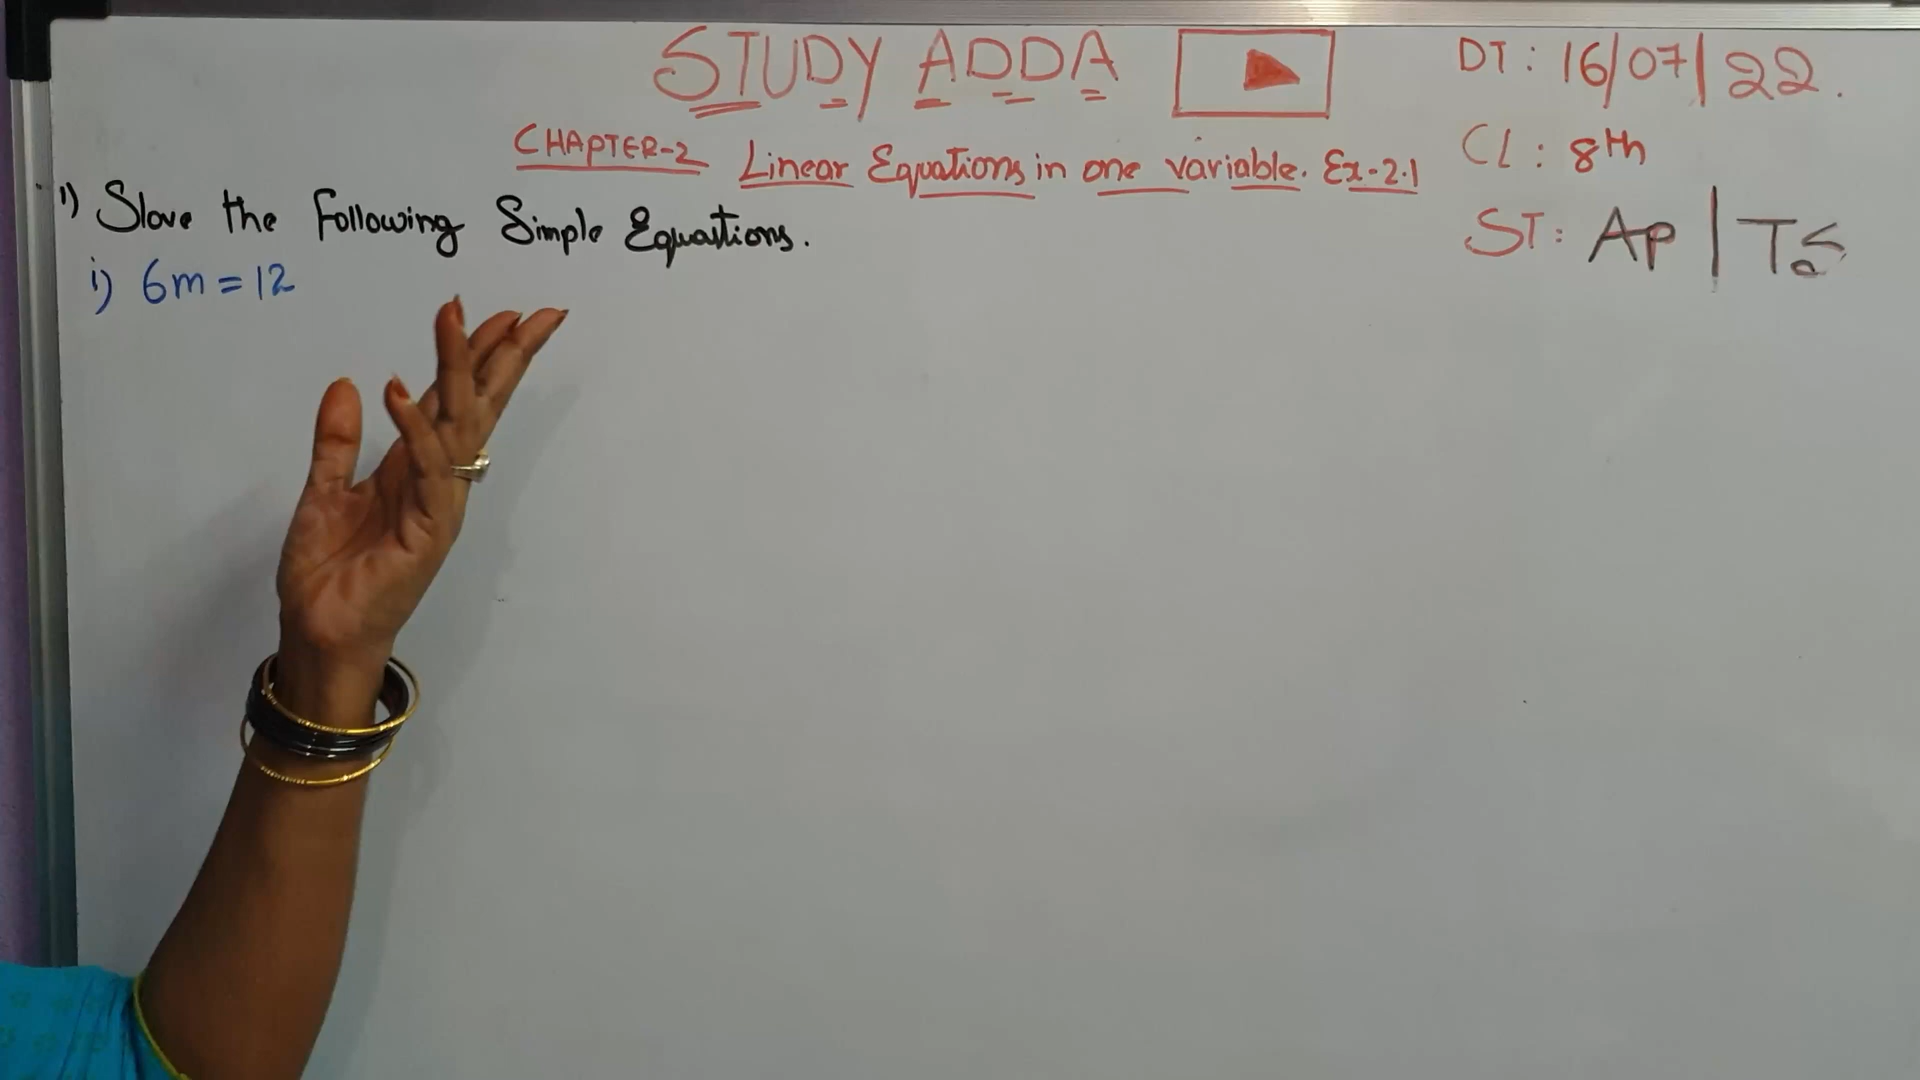 STUDY ADDA
DT: 16/07/22.
CHAPTER-2 Linear Equations in one variable. Ex-2.1
CL: 8th
1) Slove the Following Simple Equations.
ST: AP | TS
i) 6m = 12